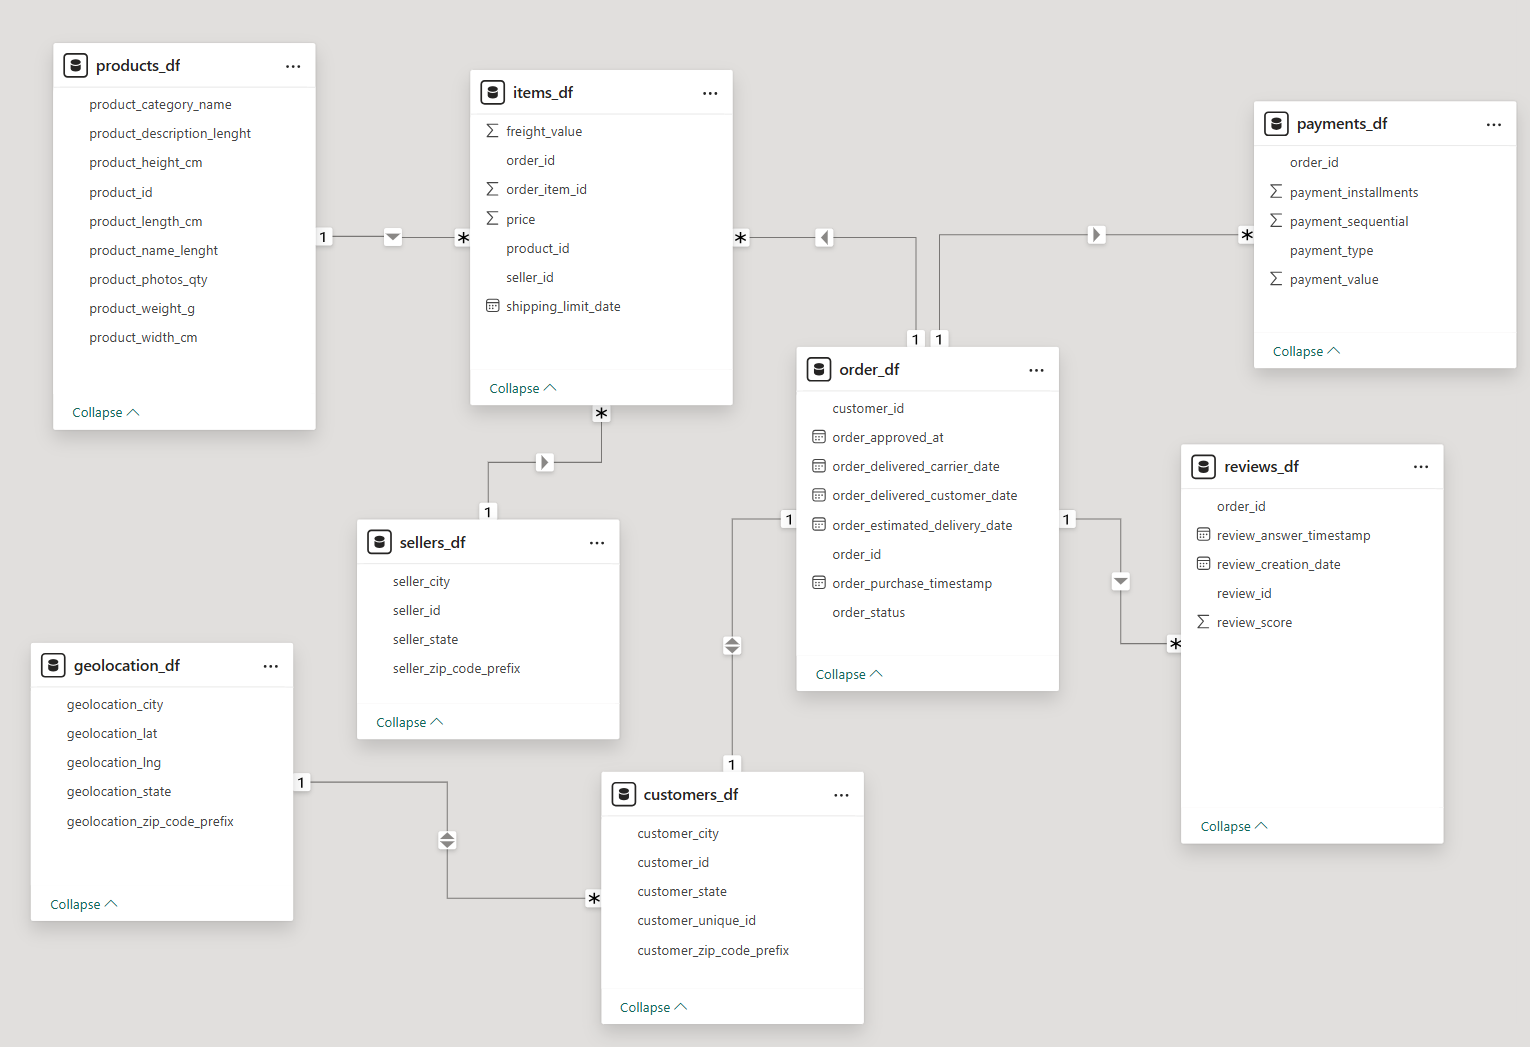 products_df
product_category_name
product_description_lenght
product_height_cm
product_id
product_length_cm
product_name_lenght
product_photos_qty
product_weight_g
product_width_cm
Collapse
items_df
freight_value
order_id
order_item_id
price
product_id
seller_id
shipping_limit_date
Collapse
payments_df
order_id
payment_installments
payment_sequential
payment_type
payment_value
Collapse
1
*
*
1
1
*
order_df
customer_id
order_approved_at
order_delivered_carrier_date
order_delivered_customer_date
order_estimated_delivery_date
order_id
order_purchase_timestamp
order_status
Collapse
*
1
1
1
*
reviews_df
order_id
review_answer_timestamp
review_creation_date
review_id
review_score
Collapse
sellers_df
seller_city
seller_id
seller_state
seller_zip_code_prefix
Collapse
geolocation_df
geolocation_city
geolocation_lat
geolocation_lng
geolocation_state
geolocation_zip_code_prefix
Collapse
1
*
1
customers_df
customer_city
customer_id
customer_state
customer_unique_id
customer_zip_code_prefix
Collapse